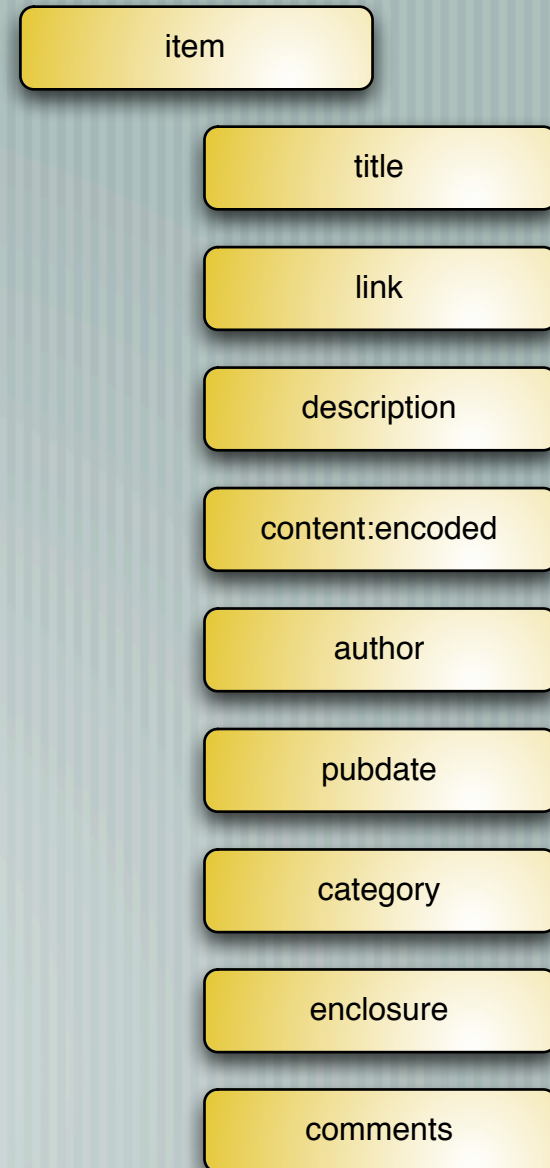 item
title
link
description
content:encoded
author
pubdate
category
enclosure
comments